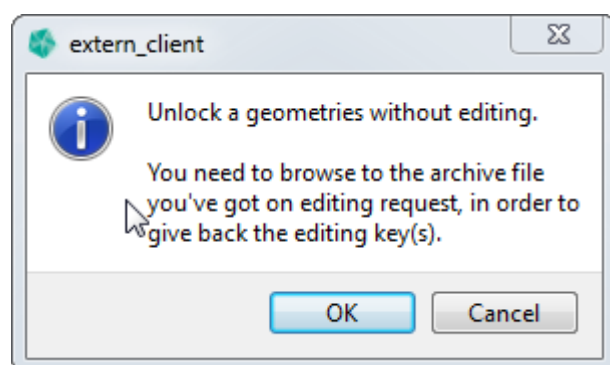 extern_client
Unlock a geometries without editing.
You need to browse to the archive file
you've got on editing request, in order to
give back the editing key(s).
OK
Cancel